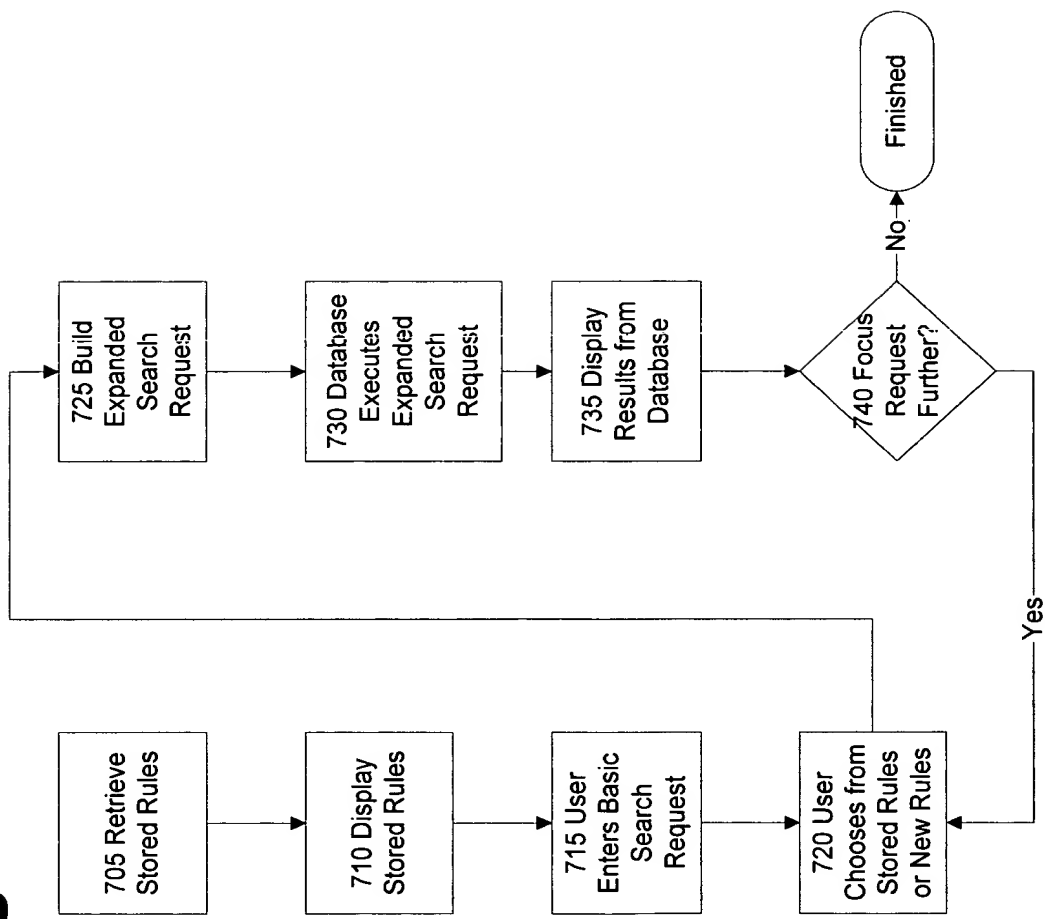 705 Retrieve
Stored Rules
710 Display
Stored Rules
715 User
Enters Basic
Search
Request
720 User
Chooses from
Stored Rules
or New Rules
725 Build
Expanded
Search
Request
730 Database
Executes
Expanded
Search
Request
735 Display
Results from
Database
740 Focus
Request
Further?
No
Finished
Yes